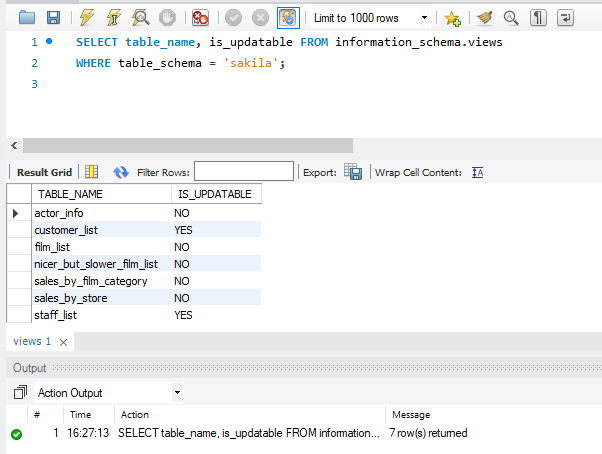 Limit to 1000 rows
1 SELECT table_name, is_updatable FROM information_schema.views
2 WHERE table_schema = 'sakila';
3
Result Grid Filter Rows: Export: Wrap Cell Content:
TABLE_NAME IS_UPDATABLE
actor_info NO
customer_list YES
film_list NO
nicer_but_slower_film_list NO
sales_by_film_category NO
sales_by_store NO
staff_list YES
views 1
Output
Action Output
# Time Action Message
1 16:27:13 SELECT table_name, is_updatable FROM information... 7 row(s) returned